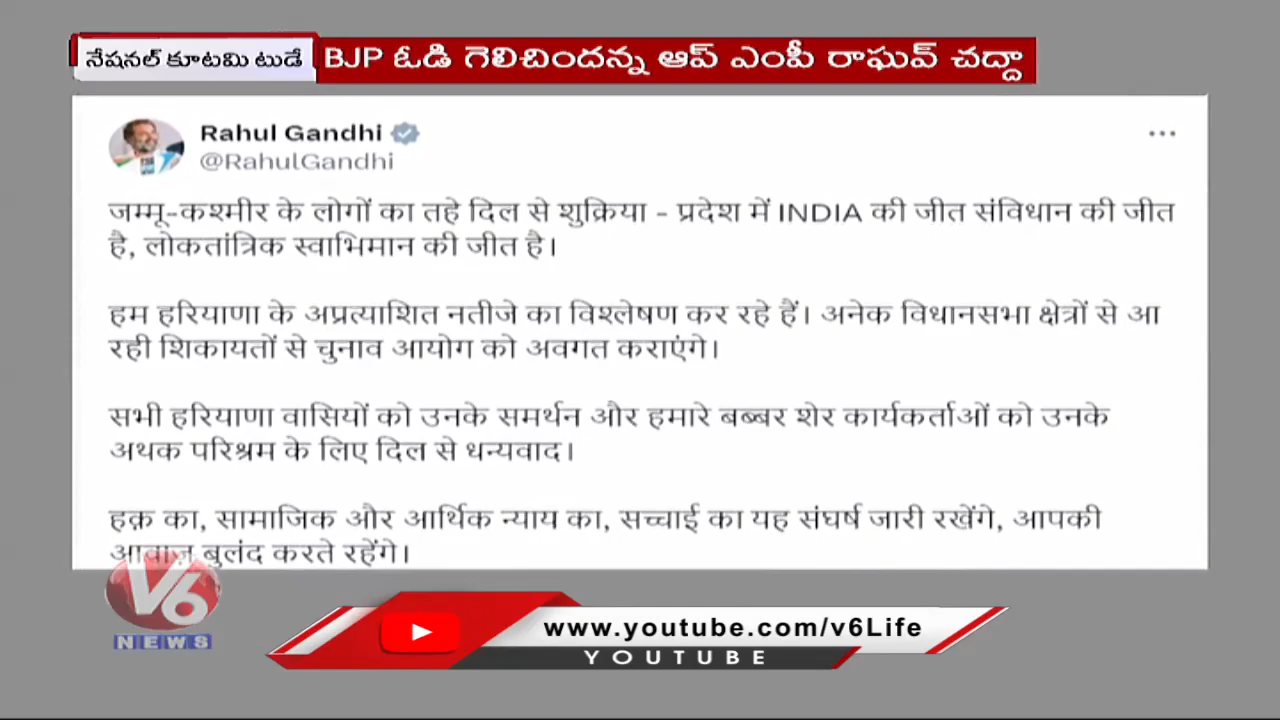 నేషనల్ కూటమి టుడే
BJP ఓడి గెలిచిందన్న ఆప్ ఎంపీ రాఘవ్ చద్దా
Rahul Gandhi
@RahulGandhi
जम्मू-कश्मीर के लोगों का तहे दिल से शुक्रिया - प्रदेश में INDIA की जीत संविधान की जीत
है, लोकतांत्रिक स्वाभिमान की जीत है।
हम हरियाणा के अप्रत्याशित नतीजे का विश्लेषण कर रहे हैं। अनेक विधानसभा क्षेत्रों से आ
रही शिकायतों से चुनाव आयोग को अवगत कराएंगे।
सभी हरियाणा वासियों को उनके समर्थन और हमारे बब्बर शेर कार्यकर्ताओं को उनके
अथक परिश्रम के लिए दिल से धन्यवाद।
हक़ का, सामाजिक और आर्थिक न्याय का, सच्चाई का यह संघर्ष जारी रखेंगे, आपकी
आवाज़ बुलंद करते रहेंगे।
V6
NEWS
www.youtube.com/v6Life
YOUTUBE